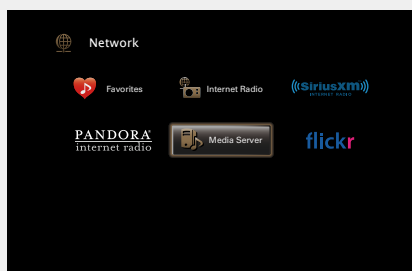 Network
Favorites
Internet Radio
((SiriusXM))
INTERNET RADIO
PANDORA
internet radio
Media Server
flickr